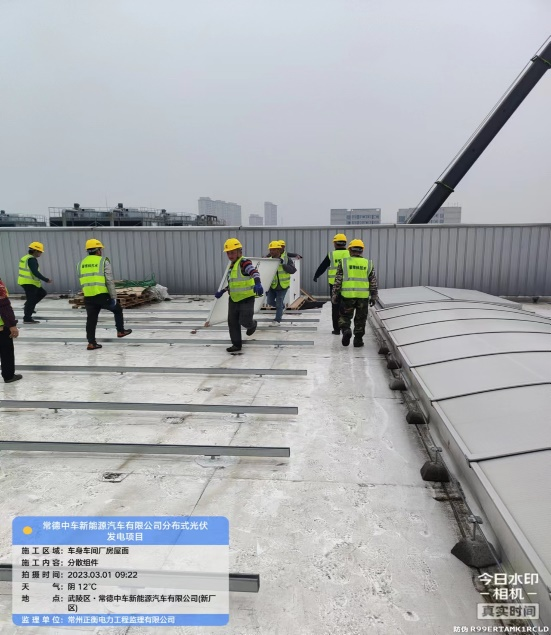 常德中车新能源汽车有限公司分布式光伏
发电项目
施工区域：车身车间厂房屋面
施工内容：分散组件
拍摄时间：2023.03.01 09:22
天气：阴 12℃
地点：武陵区·常德中车新能源汽车有限公司(新厂
区)
监理单位：常州正衡电力工程监理有限公司
今日水印
相机
真实时间
防伪 R99ERTAMK1RCLD